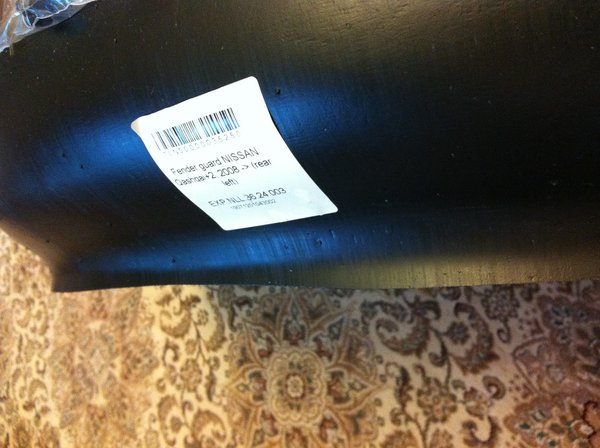 Fender guard NISSAN
Qashqai+2 2008 -> (rear
left)
EXP.NLL.36.24.003